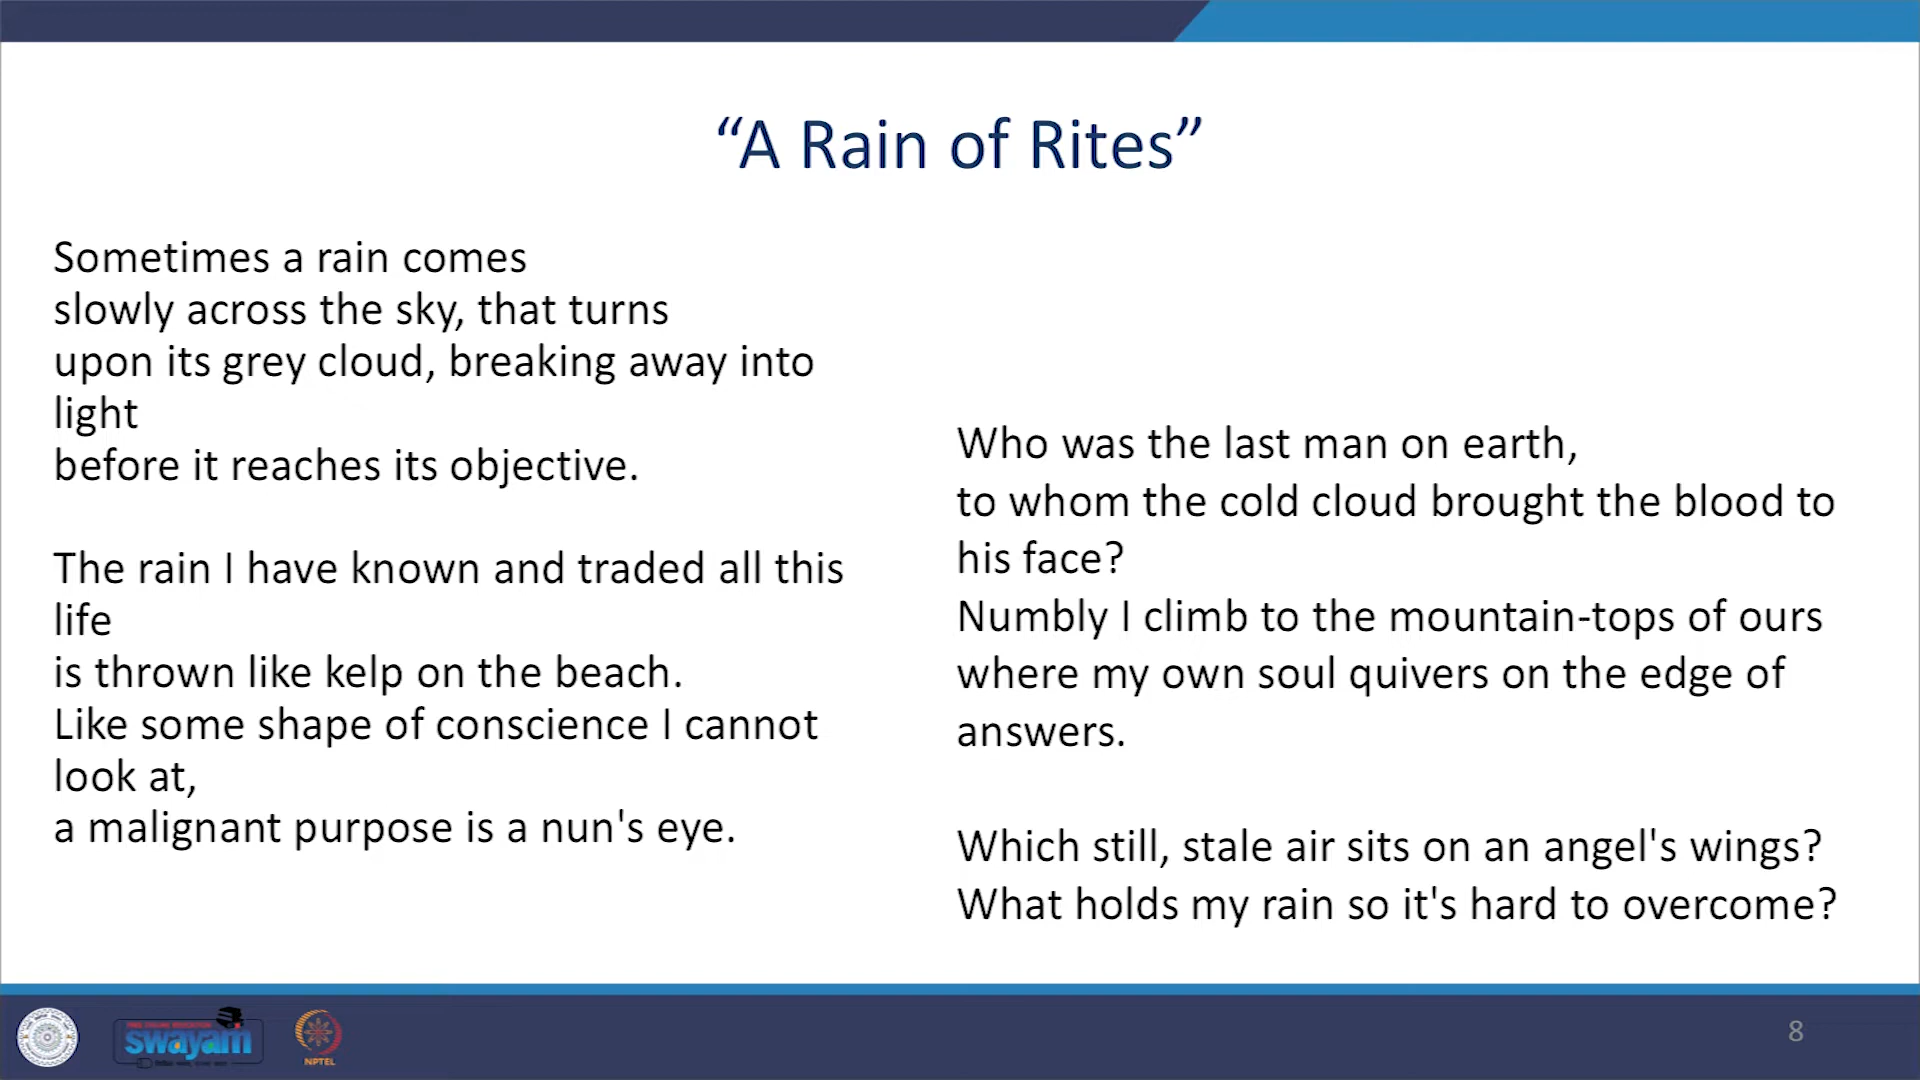 “A Rain of Rites”
Sometimes a rain comes
slowly across the sky, that turns
upon its grey cloud, breaking away into
light
before it reaches its objective.
The rain I have known and traded all this
life
is thrown like kelp on the beach.
Like some shape of conscience I cannot
look at,
a malignant purpose is a nun's eye.
Who was the last man on earth,
to whom the cold cloud brought the blood to
his face?
Numbly I climb to the mountain-tops of ours
where my own soul quivers on the edge of
answers.
Which still, stale air sits on an angel's wings?
What holds my rain so it's hard to overcome?
swayam
NPTEL
8